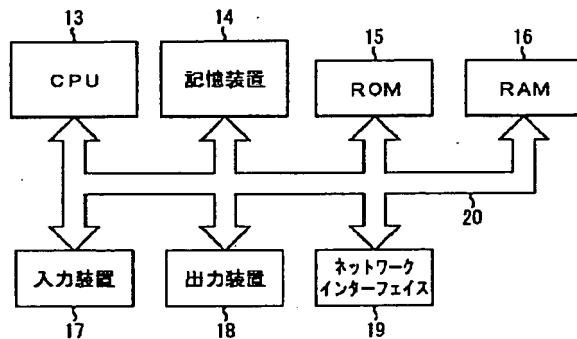 13
14
15
16
CPU
記憶装置
ROM
RAM
20
入力装置
出力装置
ネットワーク
インターフェイス
17
18
19